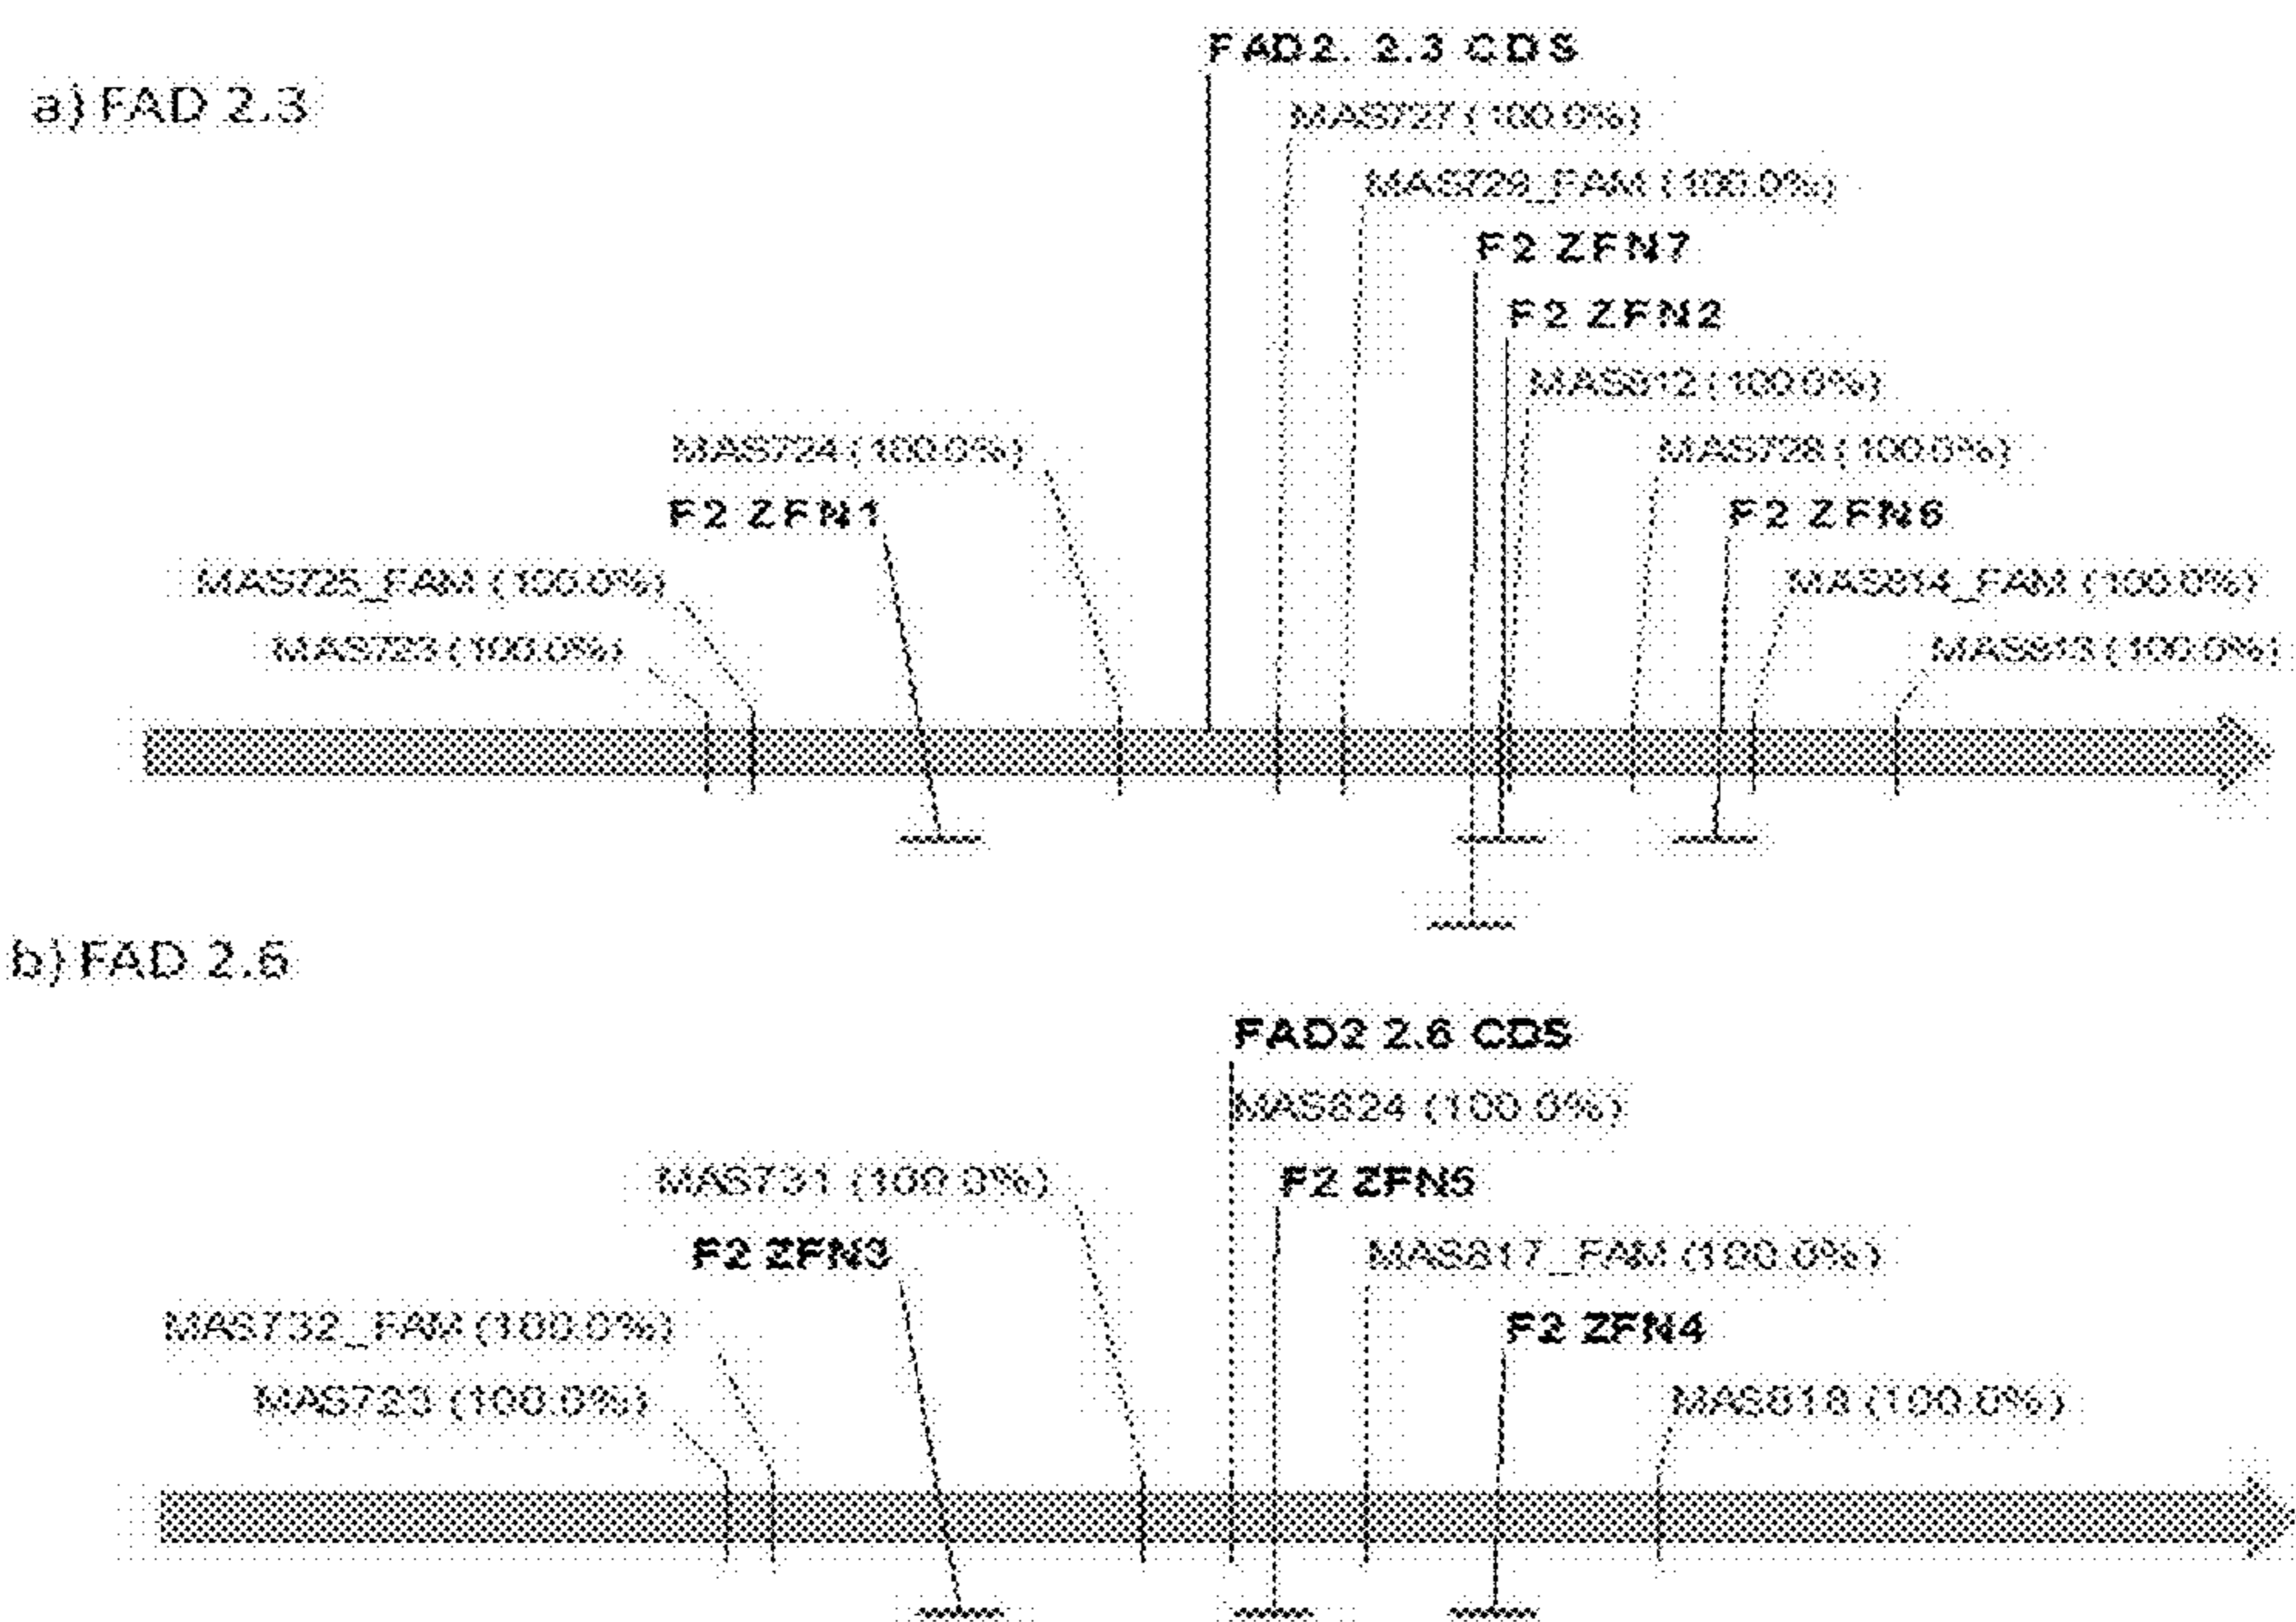 FAD2. 2.3 CDS
a) FAD 2.3
MAS727 (100.0%)
MAS729_FAM (100.0%)
F2 ZFN7
F2 ZFN2
MAS812 (100.0%)
MAS724 (100.0%)
MAS728 (100.0%)
F2 ZFN1
F2 ZFN6
MAS725_FAM (100.0%)
MAS814_FAM (100.0%)
MAS723 (100.0%)
MAS813 (100.0%)
b) FAD 2.6
FAD2 2.6 CDS
MAS824 (100.0%)
MAS731 (100.0%)
F2 ZFN5
F2 ZFN3
MAS817_FAM (100.0%)
MAS732_FAM (100.0%)
F2 ZFN4
MAS723 (100.0%)
MAS818 (100.0%)